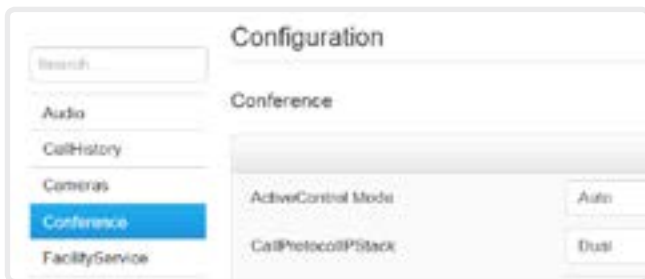 Configuration
Search...
Audio
CallHistory
Cameras
Conference
FacilityService
Conference
ActiveControl Mode
Auto
CallProtocolIPStack
Dual